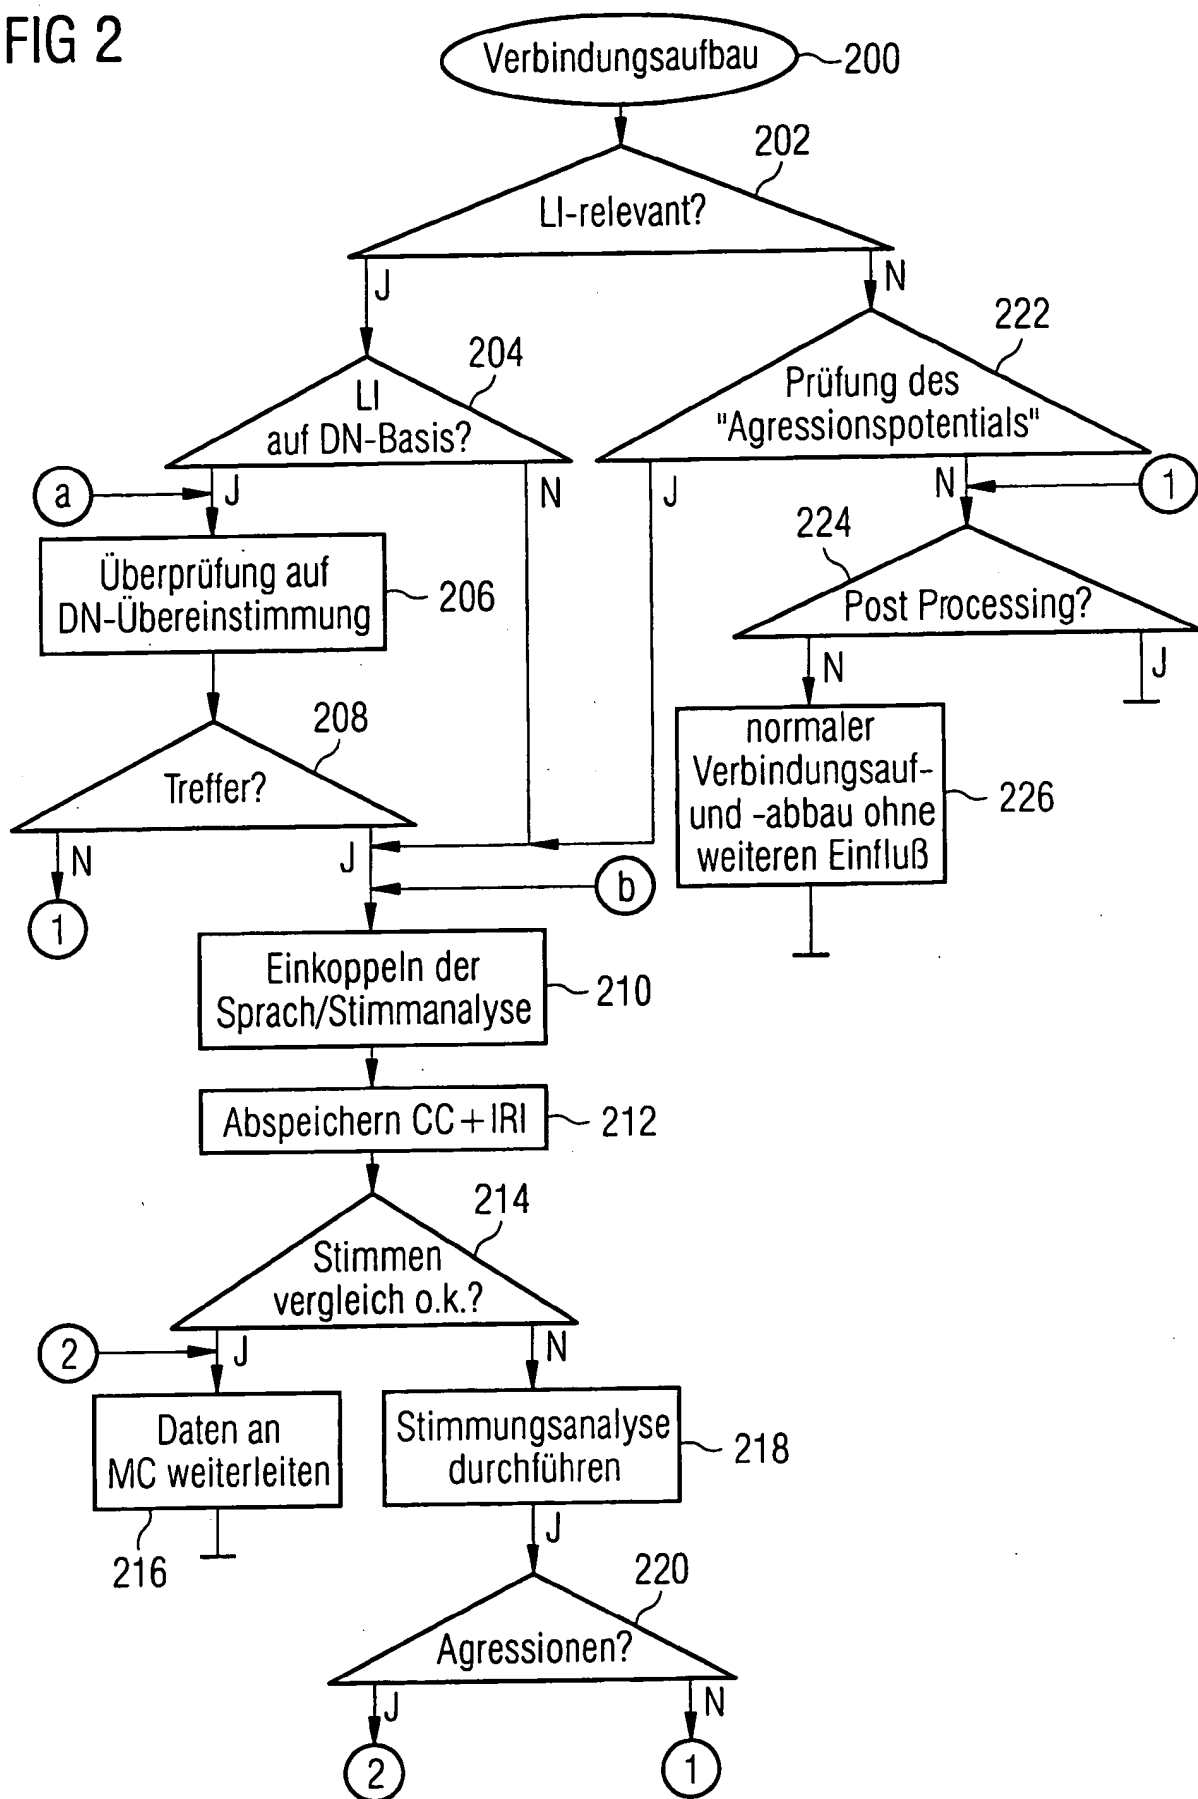 FIG 2
Verbindungsaufbau
200
202
LI-relevant?
J
N
204
222
LI
auf DN-Basis?
Prüfung des
"Agressionspotentials"
a
J
N
J
N
1
224
Überprüfung auf
DN-Übereinstimmung
206
Post Processing?
N
J
208
Treffer?
normaler
Verbindungsauf-
und -abbau ohne
weiteren Einfluß
226
N
J
b
1
Einkoppeln der
Sprach/Stimmanalyse
210
Abspeichern CC+IRI
212
214
Stimmen
vergleich o.k.?
2
J
N
Daten an
MC weiterleiten
216
Stimmungsanalyse
durchführen
218
J
220
Agressionen?
J
N
2
1